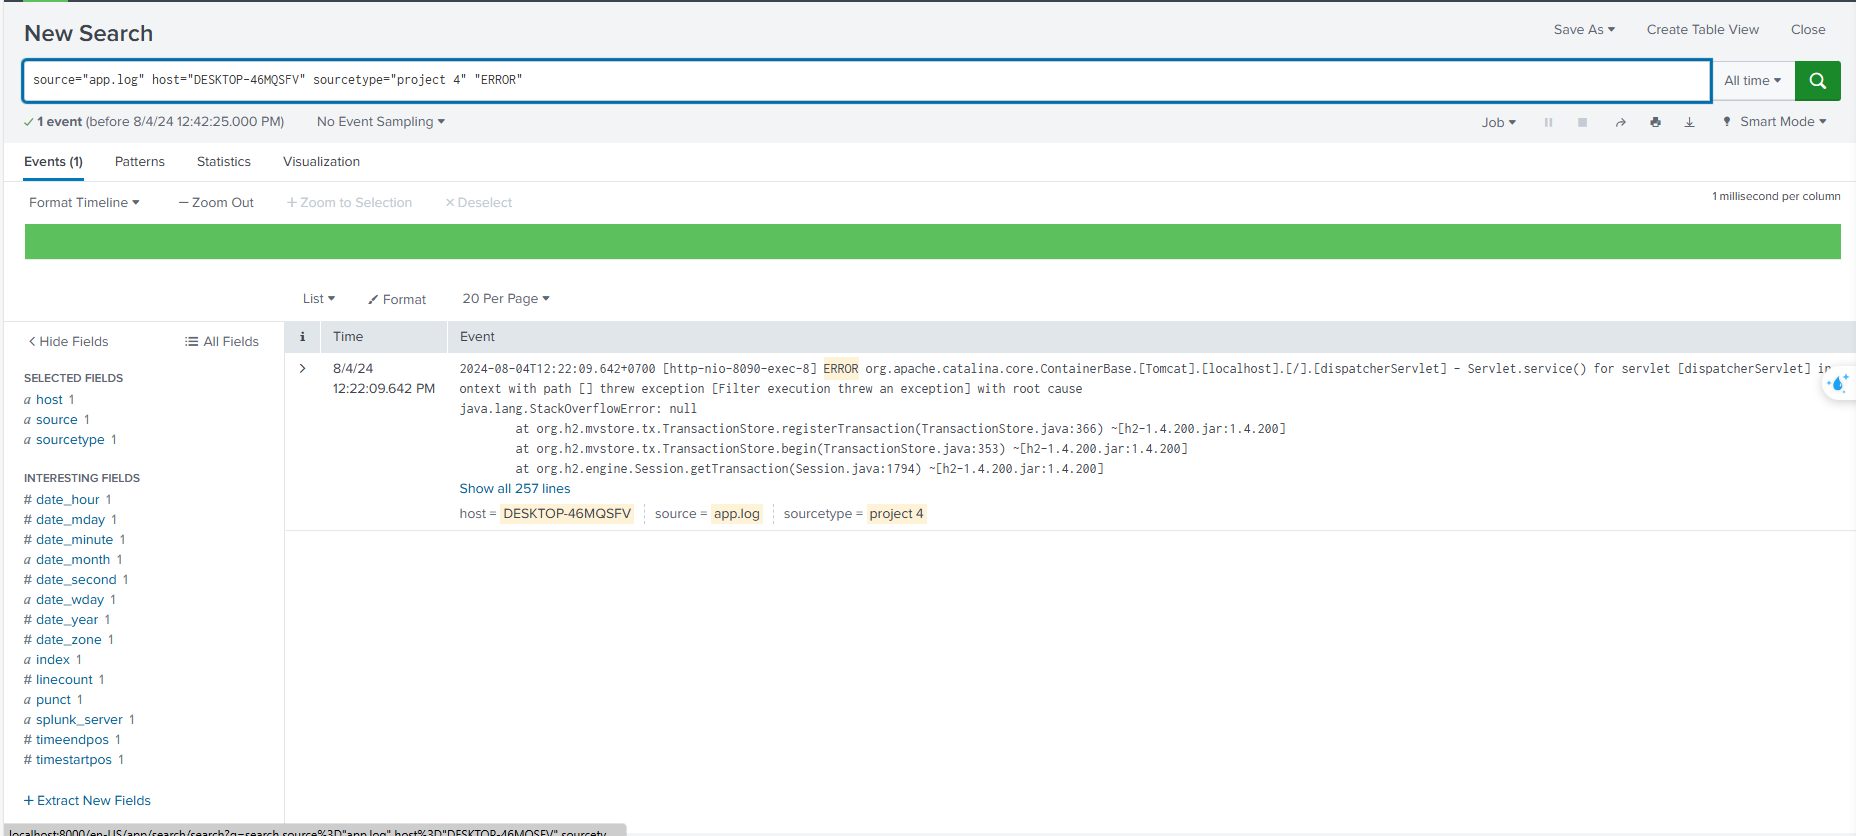 New Search
Save As
Create Table View
Close
source="app.log" host="DESKTOP-46MQSFV" sourcetype="project 4" "ERROR"
All time
1 event (before 8/4/24 12:42:25.000 PM)
No Event Sampling
Job
Smart Mode
Events (1)
Patterns
Statistics
Visualization
Format Timeline
— Zoom Out
+ Zoom to Selection
× Deselect
1 millisecond per column
List
Format
20 Per Page
< Hide Fields
All Fields
i
Time
Event
SELECTED FIELDS
a host 1
a source 1
a sourcetype 1
INTERESTING FIELDS
# date_hour 1
# date_mday 1
# date_minute 1
a date_month 1
# date_second 1
a date_wday 1
# date_year 1
# date_zone 1
a index 1
# linecount 1
a punct 1
a splunk_server 1
# timeendpos 1
# timestartpos 1
+ Extract New Fields
8/4/24
12:22:09.642 PM
2024-08-04T12:22:09.642+0700 [http-nio-8090-exec-8] ERROR org.apache.catalina.core.ContainerBase.[Tomcat].[localhost].[/].[dispatcherServlet] - Servlet.service() for servlet [dispatcherServlet] in
ontext with path [] threw exception [Filter execution threw an exception] with root cause
java.lang.StackOverflowError: null
at org.h2.mvstore.tx.TransactionStore.registerTransaction(TransactionStore.java:366) ~[h2-1.4.200.jar:1.4.200]
at org.h2.mvstore.tx.TransactionStore.begin(TransactionStore.java:353) ~[h2-1.4.200.jar:1.4.200]
at org.h2.engine.Session.getTransaction(Session.java:1794) ~[h2-1.4.200.jar:1.4.200]
Show all 257 lines
host = DESKTOP-46MQSFV
source = app.log
sourcetype = project 4
localhost:8000/en-US/app/search/search?q=search source%3D"app.log" host%3D"DESKTOP-46MQSFV" sourcety...